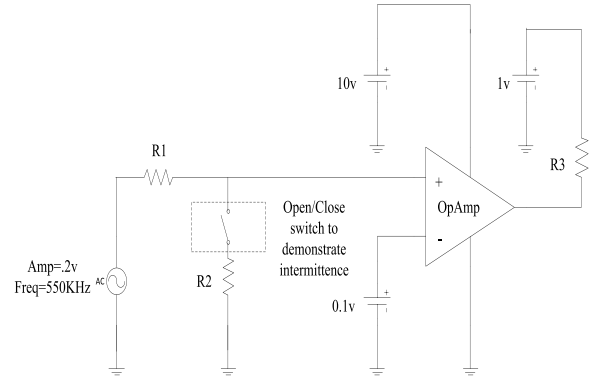 10v
+
-
1v
+
-
R1
R3
+
OpAmp
-
Open/Close
switch to
demonstrate
intermittence
Amp=.2v
Freq=550KHz
AC
R2
0.1v
+
-